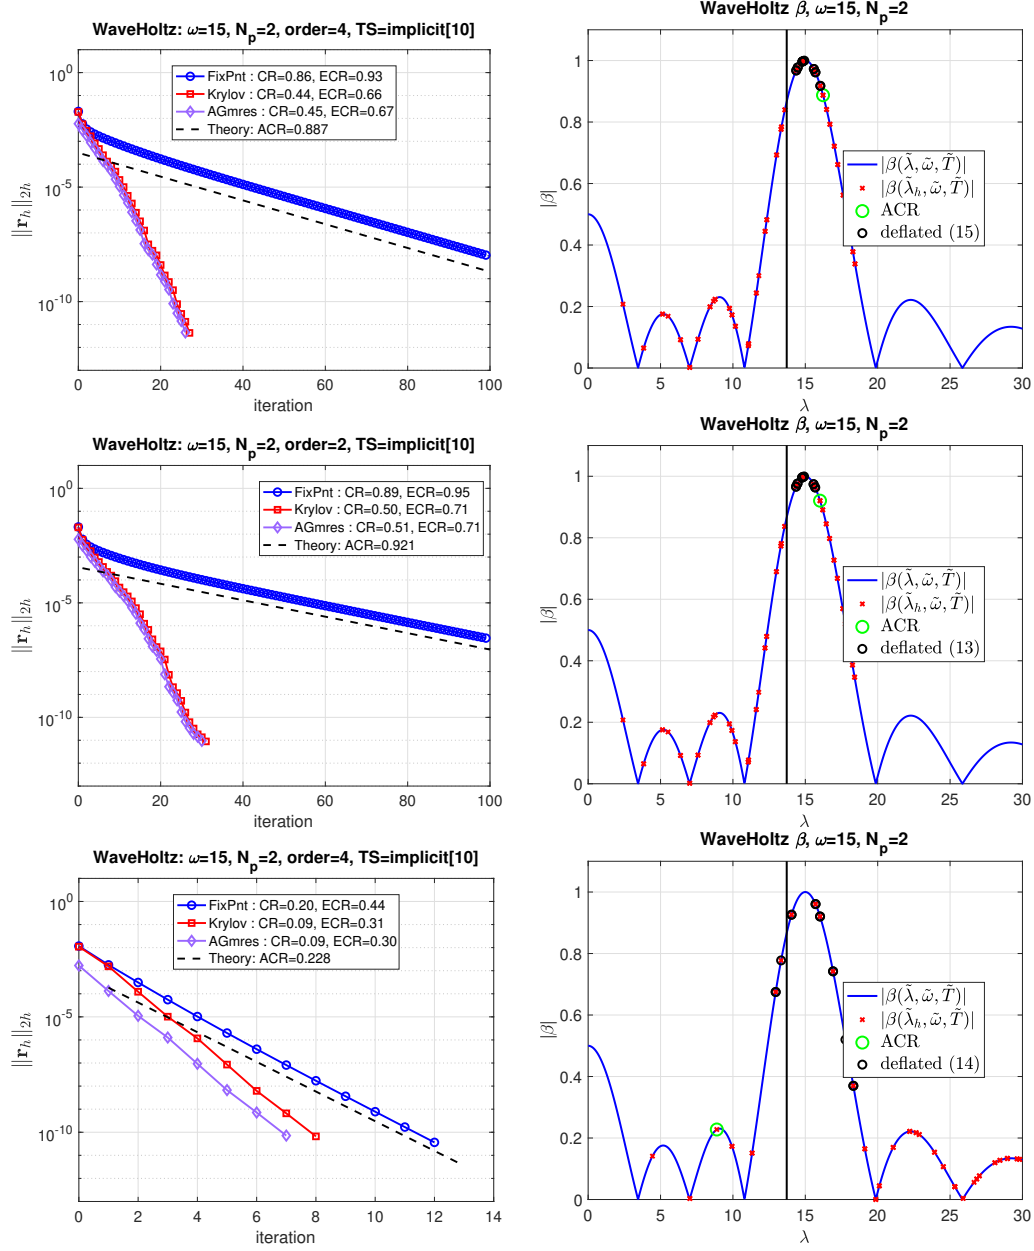 WaveHoltz: ω=15, N_p=2, order=4, TS=implicit[10]
10^0
10^-5
10^-10
||r_h||_2h
FixPnt : CR=0.86, ECR=0.93
Krylov : CR=0.44, ECR=0.66
AGmres : CR=0.45, ECR=0.67
Theory: ACR=0.887
0 20 40 60 80 100
iteration
WaveHoltz β, ω=15, N_p=2
1
0.8
0.6
0.4
0.2
0
|β|
|β(λ̃, ω̃, T̃)|
|β(λ̃_h, ω̃, T̃)|
ACR
deflated (15)
0 5 10 15 20 25 30
λ
WaveHoltz: ω=15, N_p=2, order=2, TS=implicit[10]
10^0
10^-5
10^-10
||r_h||_2h
FixPnt : CR=0.89, ECR=0.95
Krylov : CR=0.50, ECR=0.71
AGmres : CR=0.51, ECR=0.71
Theory: ACR=0.921
0 20 40 60 80 100
iteration
WaveHoltz β, ω=15, N_p=2
1
0.8
0.6
0.4
0.2
0
|β|
|β(λ̃, ω̃, T̃)|
|β(λ̃_h, ω̃, T̃)|
ACR
deflated (13)
0 5 10 15 20 25 30
λ
WaveHoltz: ω=15, N_p=2, order=4, TS=implicit[10]
10^0
10^-5
10^-10
||r_h||_2h
FixPnt : CR=0.20, ECR=0.44
Krylov : CR=0.09, ECR=0.31
AGmres : CR=0.09, ECR=0.30
Theory: ACR=0.228
0 2 4 6 8 10 12 14
iteration
WaveHoltz β, ω=15, N_p=2
1
0.8
0.6
0.4
0.2
0
|β|
|β(λ̃, ω̃, T̃)|
|β(λ̃_h, ω̃, T̃)|
ACR
deflated (14)
0 5 10 15 20 25 30
λ